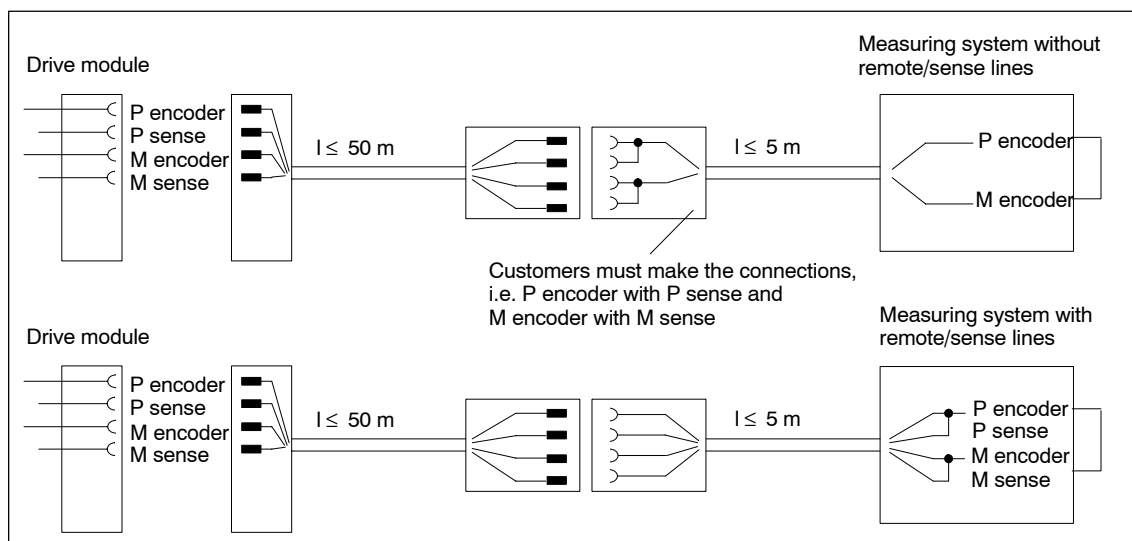 Measuring system without
remote/sense lines
Drive module
P encoder
P sense
M encoder
M sense
l ≤ 50 m
l ≤ 5 m
P encoder
M encoder
Customers must make the connections,
i.e. P encoder with P sense and
M encoder with M sense
Measuring system with
remote/sense lines
Drive module
P encoder
P sense
M encoder
M sense
l ≤ 50 m
l ≤ 5 m
P encoder
P sense
M encoder
M sense